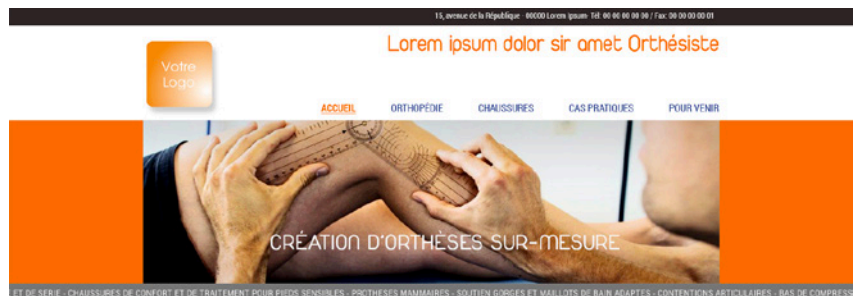 15, avenue de la République - 00000 Lorem Ipsum- Tél: 00 00 00 00 00 / Fax: 00 00 00 00 01
Lorem ipsum dolor sir amet Orthésiste
Votre
Logo
ACCUEIL ORTHOPÉDIE CHAUSSURES CAS PRATIQUES POUR VENIR
CRÉATION D'ORTHÈSES SUR-MESURE
ET DE SERIE - CHAUSSURES DE CONFORT ET DE TRAITEMENT POUR PIEDS SENSIBLES - PROTHESES MAMMAIRES - SOUTIEN GORGES ET MAILLOTS DE BAIN ADAPTES - CONTENTIONS ARTICULAIRES - BAS DE COMPRESS